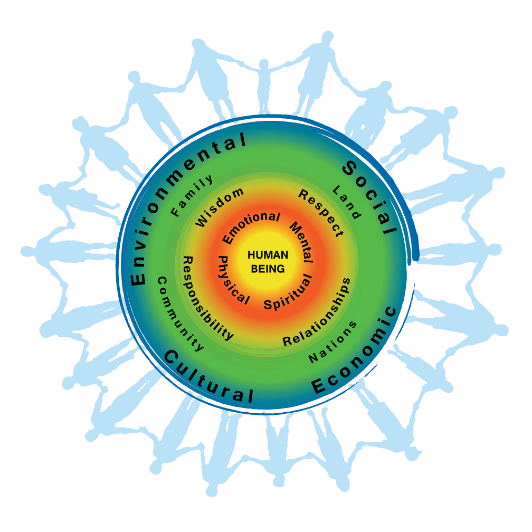 Environmental
Social
Economic
Cultural
Family
Land
Nations
Community
Wisdom
Respect
Relationships
Responsibility
Emotional
Mental
Spiritual
Physical
HUMAN
BEING